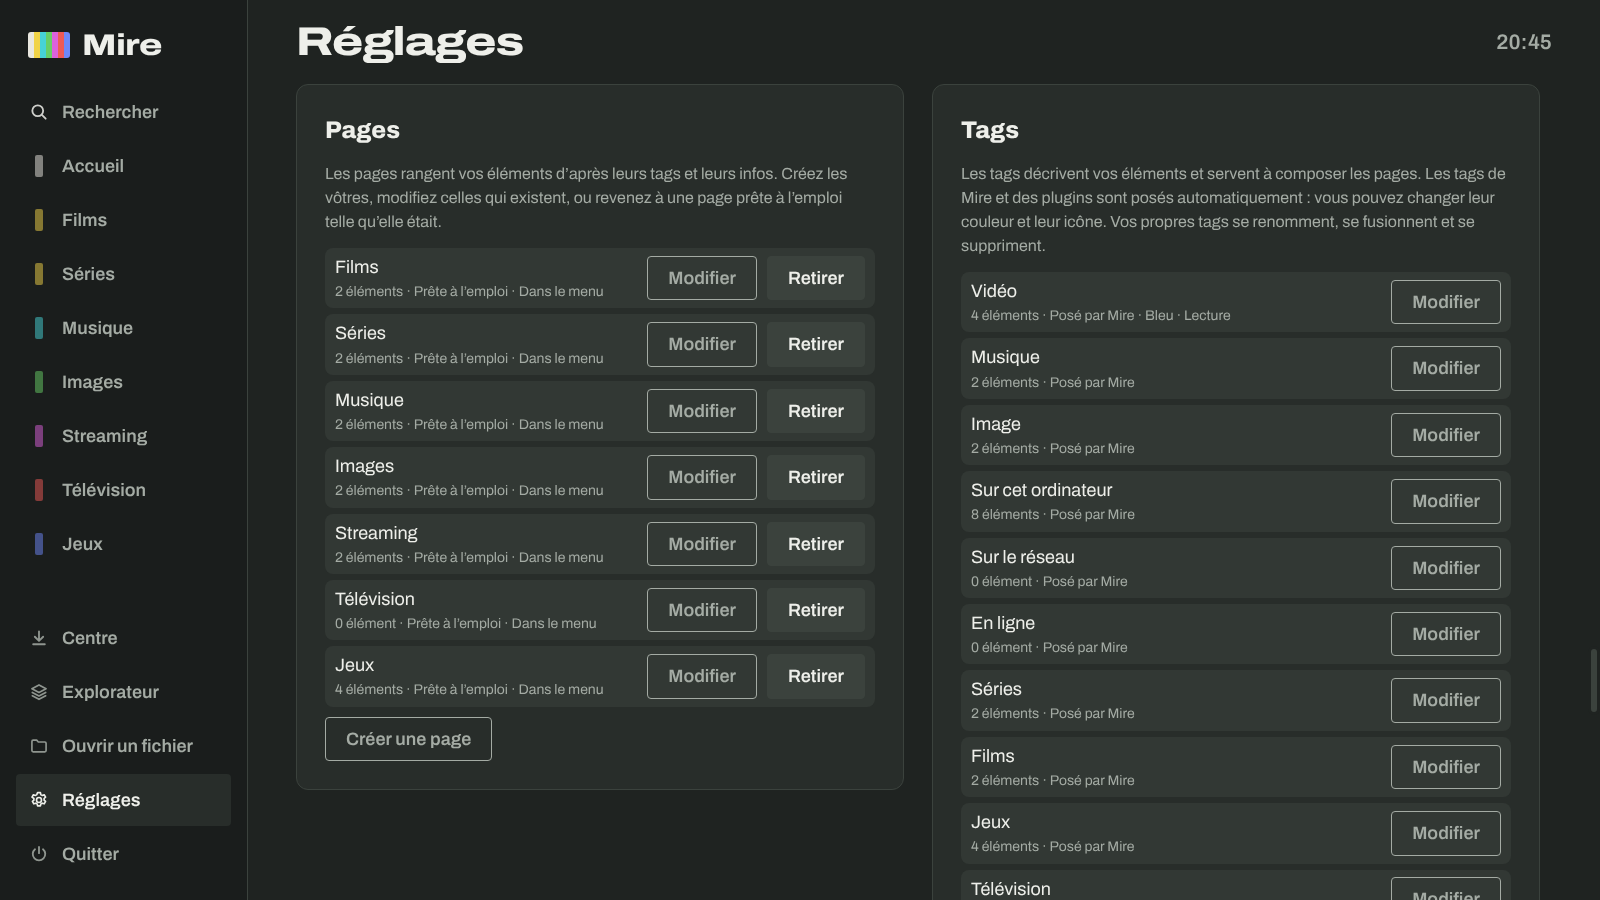 Mire
Rechercher
Accueil
Films
Séries
Musique
Images
Streaming
Télévision
Jeux
Centre
Explorateur
Ouvrir un fichier
Réglages
Quitter
Réglages
20:45
Pages
Les pages rangent vos éléments d’après leurs tags et leurs infos. Créez les
vôtres, modifiez celles qui existent, ou revenez à une page prête à l’emploi
telle qu’elle était.
Films
2 éléments · Prête à l’emploi · Dans le menu
Modifier
Retirer
Séries
2 éléments · Prête à l’emploi · Dans le menu
Modifier
Retirer
Musique
2 éléments · Prête à l’emploi · Dans le menu
Modifier
Retirer
Images
2 éléments · Prête à l’emploi · Dans le menu
Modifier
Retirer
Streaming
2 éléments · Prête à l’emploi · Dans le menu
Modifier
Retirer
Télévision
0 élément · Prête à l’emploi · Dans le menu
Modifier
Retirer
Jeux
4 éléments · Prête à l’emploi · Dans le menu
Modifier
Retirer
Créer une page
Tags
Les tags décrivent vos éléments et servent à composer les pages. Les tags de
Mire et des plugins sont posés automatiquement : vous pouvez changer leur
couleur et leur icône. Vos propres tags se renomment, se fusionnent et se
suppriment.
Vidéo
4 éléments · Posé par Mire · Bleu · Lecture
Modifier
Musique
2 éléments · Posé par Mire
Modifier
Image
2 éléments · Posé par Mire
Modifier
Sur cet ordinateur
8 éléments · Posé par Mire
Modifier
Sur le réseau
0 élément · Posé par Mire
Modifier
En ligne
0 élément · Posé par Mire
Modifier
Séries
2 éléments · Posé par Mire
Modifier
Films
2 éléments · Posé par Mire
Modifier
Jeux
4 éléments · Posé par Mire
Modifier
Télévision
Modifier